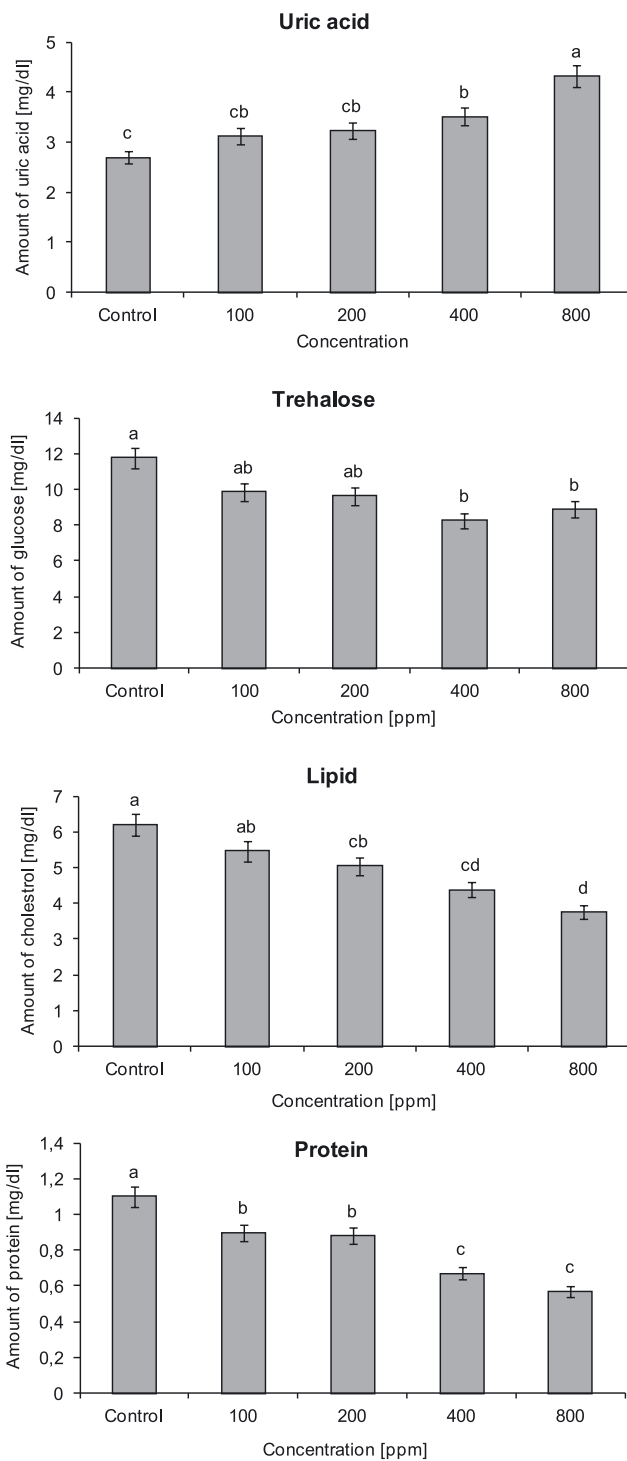 Uric acid
Amount of uric acid [mg/dl]
5
4
3
2
1
0
c
cb
cb
b
a
Control 100 200 400 800
Concentration
Trehalose
Amount of glucose [mg/dl]
14
12
10
8
6
4
2
0
a
ab
ab
b
b
Control 100 200 400 800
Concentration [ppm]
Lipid
Amount of cholestrol [mg/dl]
7
6
5
4
3
2
1
0
a
ab
cb
cd
d
Control 100 200 400 800
Concentration [ppm]
Protein
Amount of protein [mg/dl]
1,4
1,2
1
0,8
0,6
0,4
0,2
0
a
b
b
c
c
Control 100 200 400 800
Concentration [ppm]